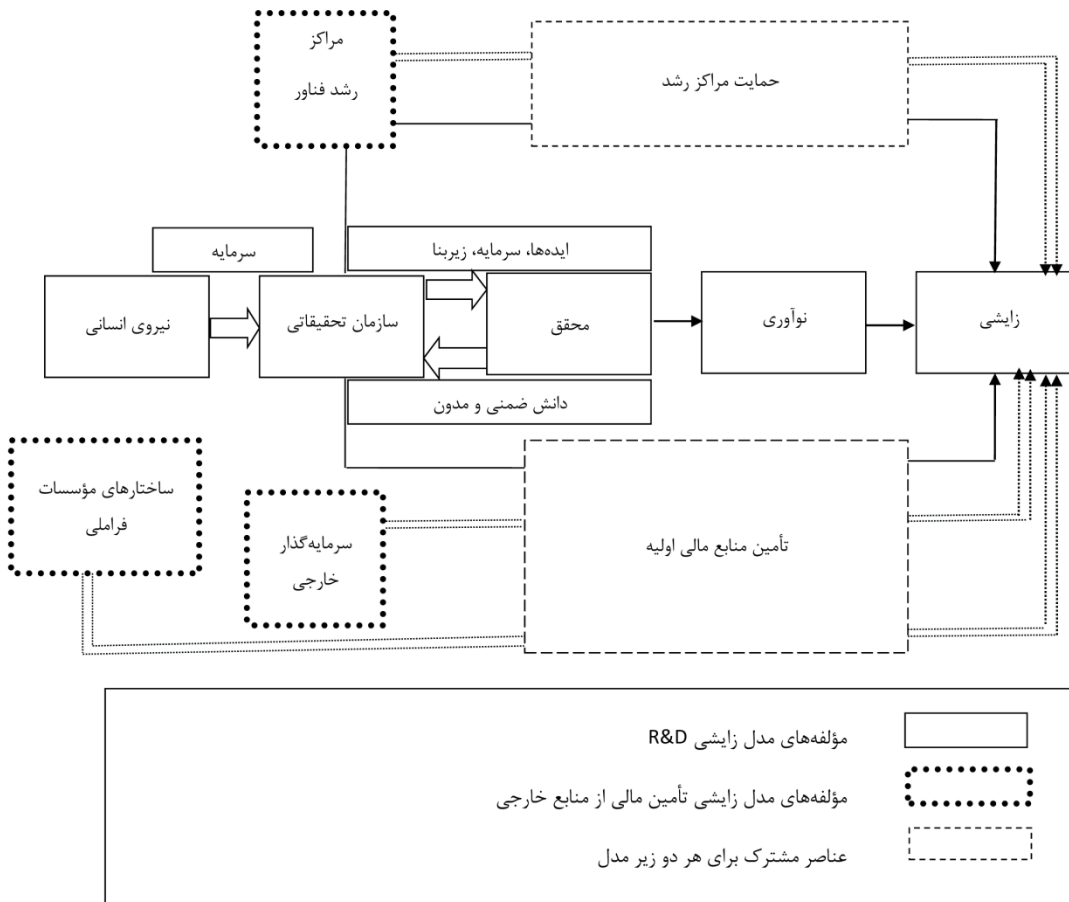 مراکز
رشد فناور
حمایت مراکز رشد
سرمایه
ایده‌ها، سرمایه، زیربنا
نیروی انسانی
سازمان تحقیقاتی
محقق
نوآوری
زایشی
دانش ضمنی و مدون
ساختارهای مؤسسات
فراملی
سرمایه‌گذار
خارجی
تأمین منابع مالی اولیه
مؤلفه‌های مدل زایشی R&D
مؤلفه‌های مدل زایشی تأمین مالی از منابع خارجی
عناصر مشترک برای هر دو زیر مدل